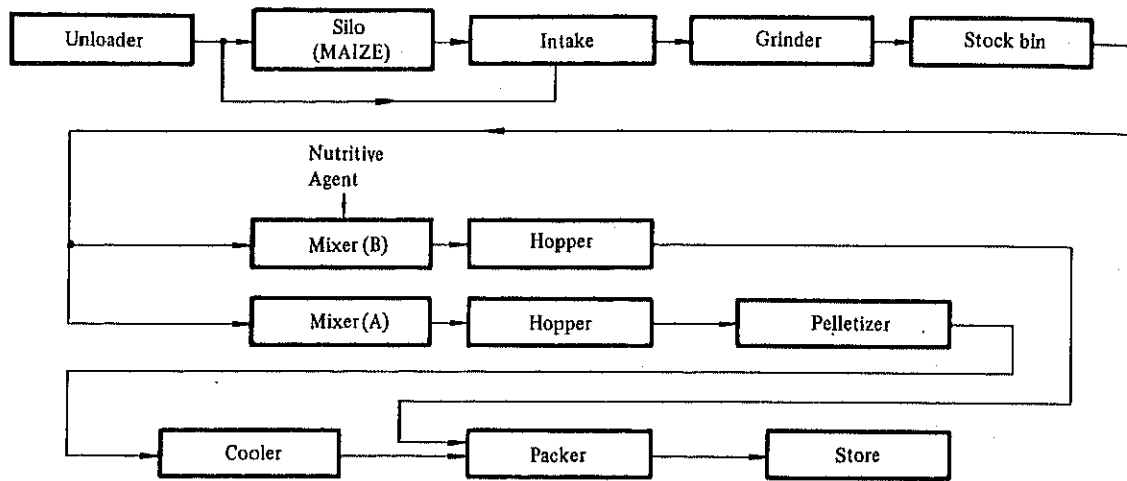 Unloader
Silo
(MAIZE)
Intake
Grinder
Stock bin
Nutritive
Agent
Mixer (B)
Hopper
Mixer (A)
Hopper
Pelletizer
Cooler
Packer
Store